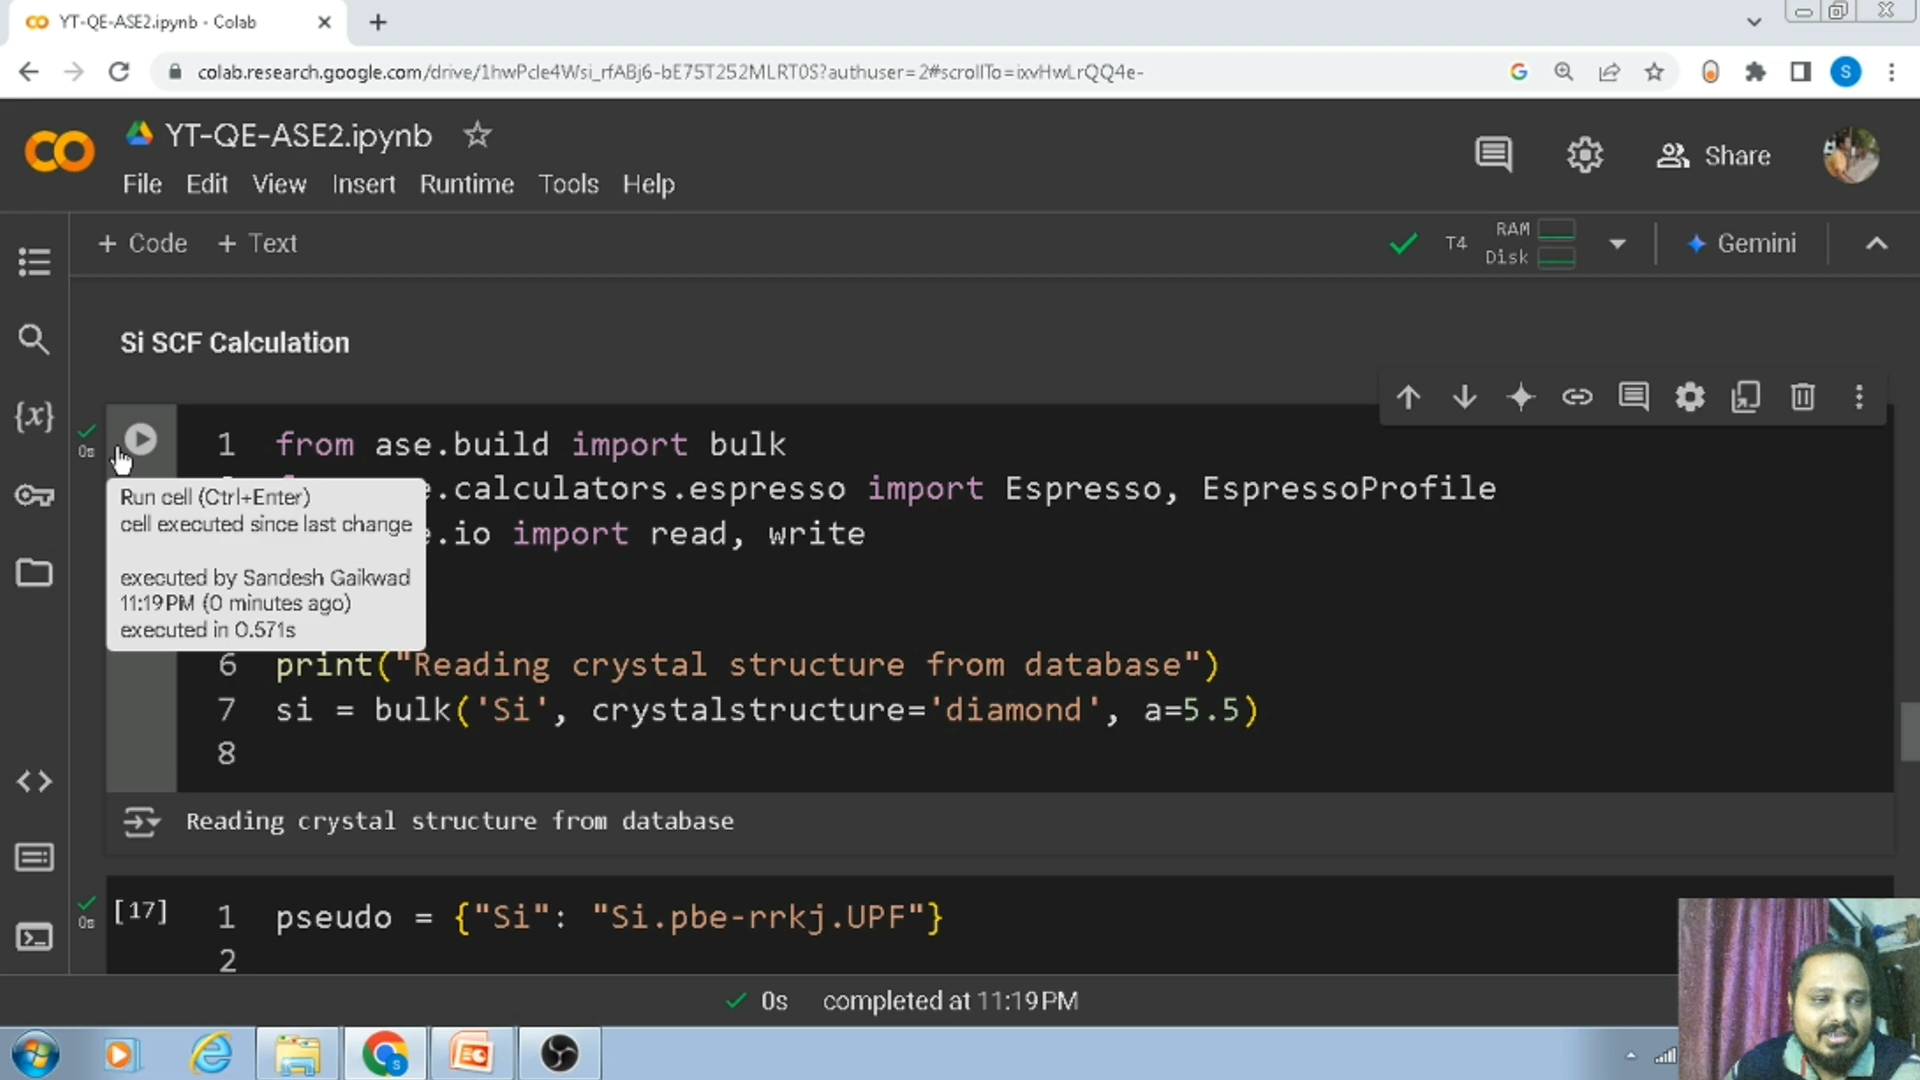 YT-QE-ASE2.ipynb - Colab
colab.research.google.com/drive/1hwPcle4Wsi_rfABj6-bE75T252MLRT0S?authuser=2#scrollTo=ixvHwLrQQ4e-
S
YT-QE-ASE2.ipynb
File Edit View Insert Runtime Tools Help
Share
+ Code + Text
T4 RAM Disk
Gemini
Si SCF Calculation
0s
1 from ase.build import bulk
e.calculators.espresso import Espresso, EspressoProfile
e.io import read, write
Run cell (Ctrl+Enter)
cell executed since last change
executed by Sandesh Gaikwad
11:19 PM (0 minutes ago)
executed in 0.571s
6 print("Reading crystal structure from database")
7 si = bulk('Si', crystalstructure='diamond', a=5.5)
8
Reading crystal structure from database
0s
[17] 1 pseudo = {"Si": "Si.pbe-rrkj.UPF"}
2
0s completed at 11:19 PM